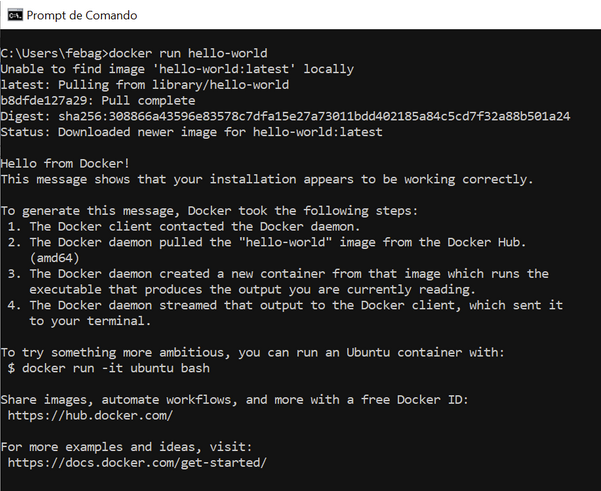 Prompt de Comando
C:\Users\febag>docker run hello-world
Unable to find image 'hello-world:latest' locally
latest: Pulling from library/hello-world
b8dfde127a29: Pull complete
Digest: sha256:308866a43596e83578c7dfa15e27a73011bdd402185a84c5cd7f32a88b501a24
Status: Downloaded newer image for hello-world:latest
Hello from Docker!
This message shows that your installation appears to be working correctly.
To generate this message, Docker took the following steps:
1. The Docker client contacted the Docker daemon.
2. The Docker daemon pulled the "hello-world" image from the Docker Hub.
(amd64)
3. The Docker daemon created a new container from that image which runs the
executable that produces the output you are currently reading.
4. The Docker daemon streamed that output to the Docker client, which sent it
to your terminal.
To try something more ambitious, you can run an Ubuntu container with:
$ docker run -it ubuntu bash
Share images, automate workflows, and more with a free Docker ID:
https://hub.docker.com/
For more examples and ideas, visit:
https://docs.docker.com/get-started/